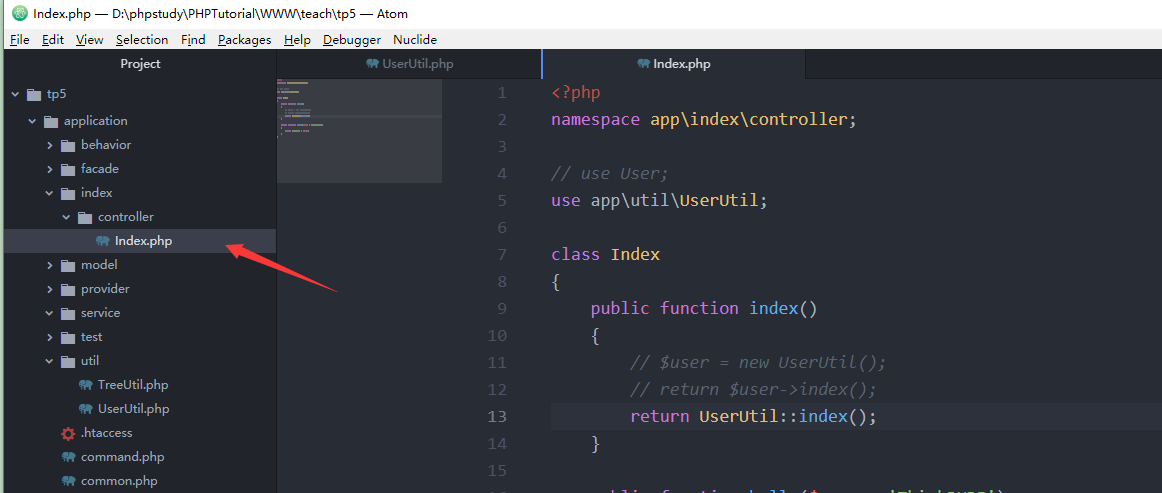 Index.php — D:\phpstudy\PHPTutorial\WWW\teach\tp5 — Atom
File Edit View Selection Find Packages Help Debugger Nuclide
Project
tp5
application
behavior
facade
index
controller
Index.php
model
provider
service
test
util
TreeUtil.php
UserUtil.php
.htaccess
command.php
common.php
UserUtil.php
Index.php
1 <?php
2 namespace app\index\controller;
3
4 // use User;
5 use app\util\UserUtil;
6
7 class Index
8 {
9 public function index()
10 {
11 // $user = new UserUtil();
12 // return $user->index();
13 return UserUtil::index();
14 }
15